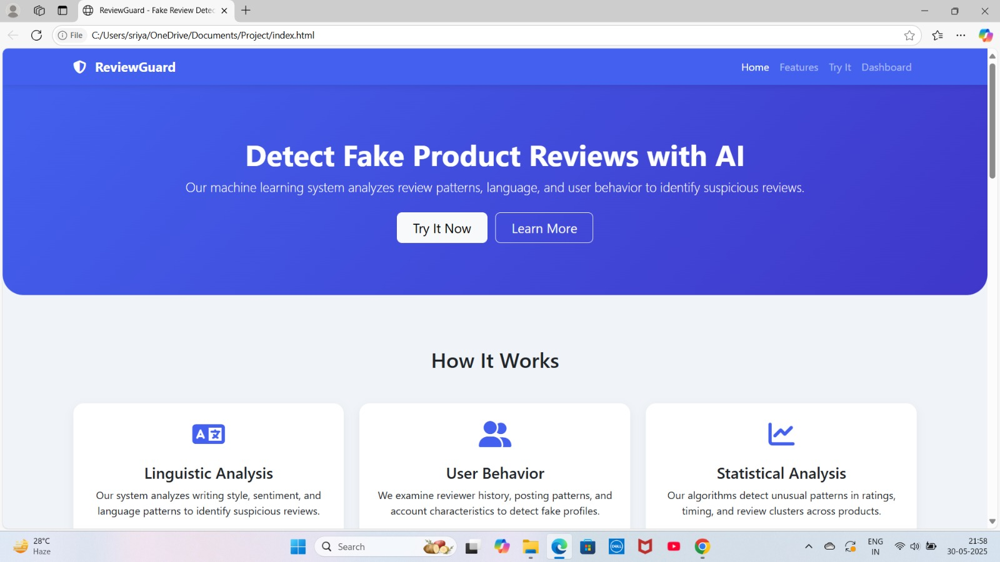 ReviewGuard - Fake Review Detec
File
C:/Users/sriya/OneDrive/Documents/Project/index.html
ReviewGuard
Home
Features
Try It
Dashboard
Detect Fake Product Reviews with AI
Our machine learning system analyzes review patterns, language, and user behavior to identify suspicious reviews.
Try It Now
Learn More
How It Works
A
Linguistic Analysis
Our system analyzes writing style, sentiment, and
language patterns to identify suspicious reviews.
User Behavior
We examine reviewer history, posting patterns, and
account characteristics to detect fake profiles.
Statistical Analysis
Our algorithms detect unusual patterns in ratings,
timing, and review clusters across products.
28°C
Haze
Search
DELL
ENG
IN
21:58
30-05-2025